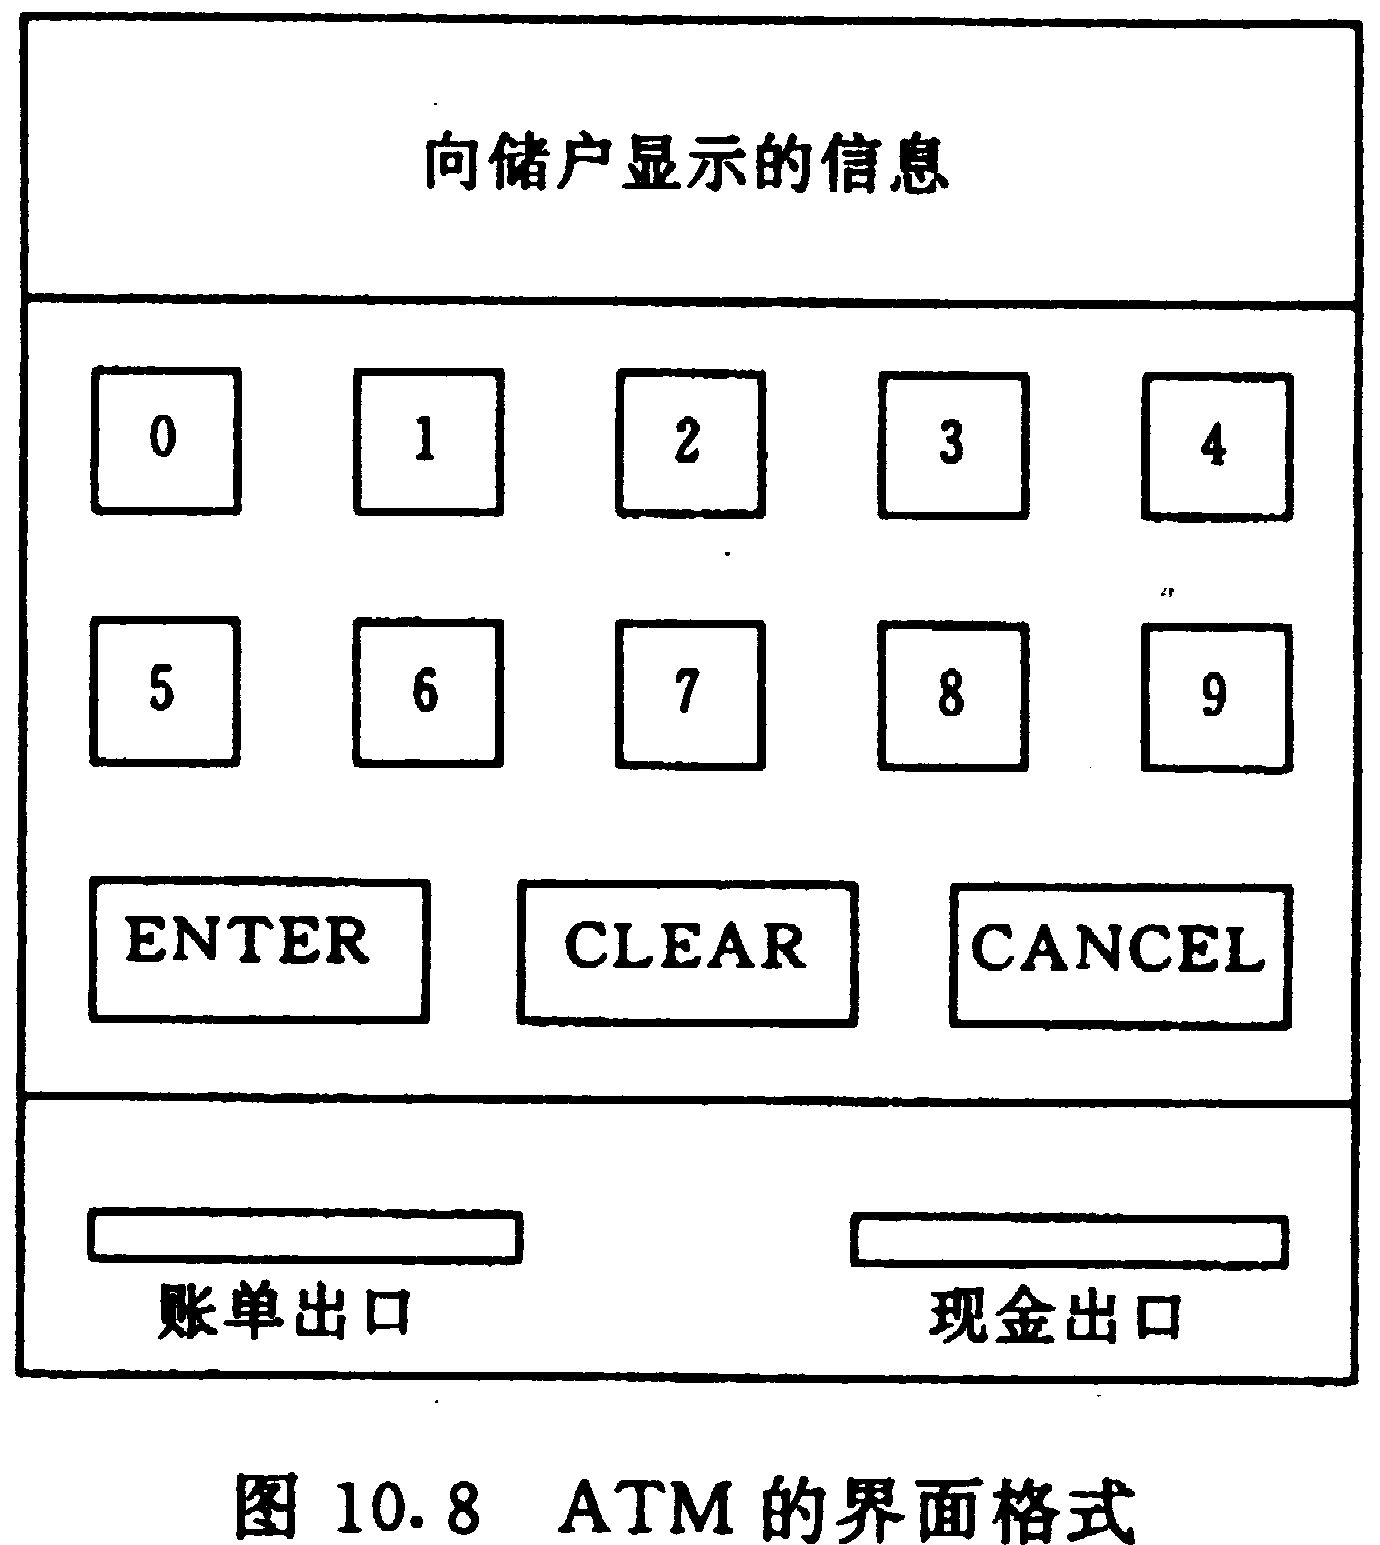 向储户显示的信息
0 1 2 3 4
5 6 7 8 9
ENTER CLEAR CANCEL
账单出口 现金出口
图 10.8 ATM 的界面格式